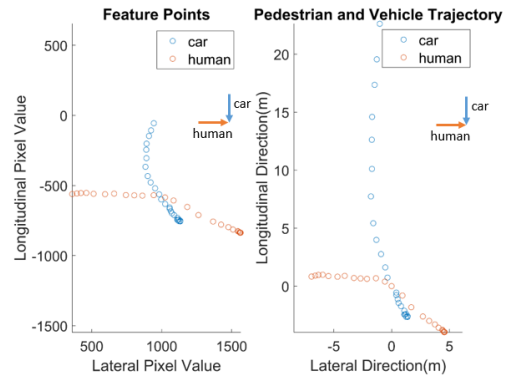 Feature Points
500
0
-500
-1000
-1500
Longitudinal Pixel Value
500
1000
1500
Lateral Pixel Value
car
human
car
human
Pedestrian and Vehicle Trajectory
20
15
10
5
0
Longitudinal Direction(m)
-5
0
5
Lateral Direction(m)
car
human
car
human